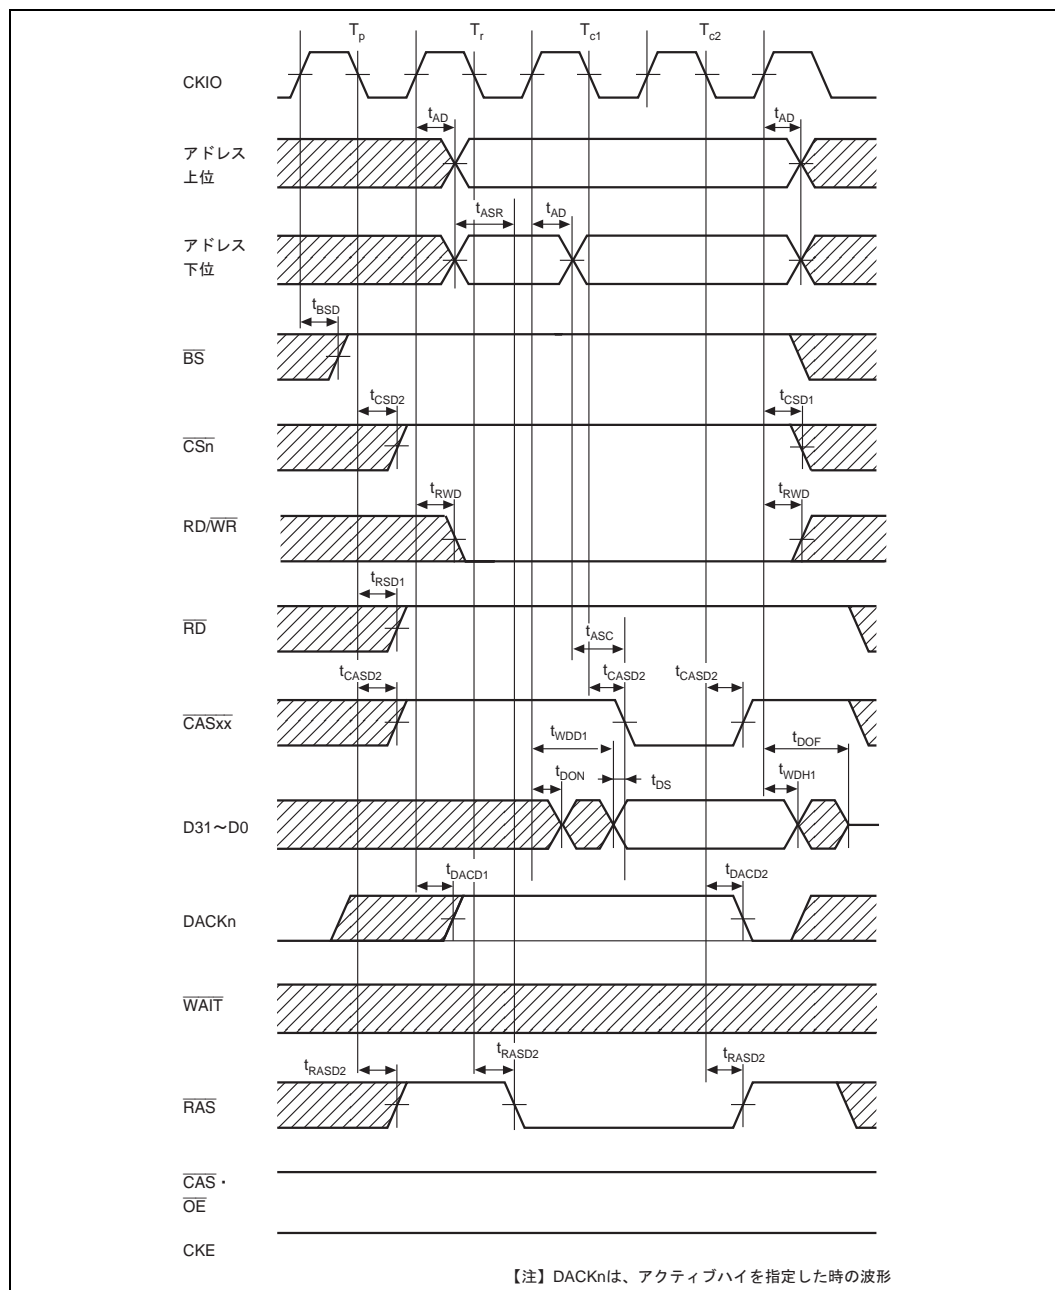 Tp Tr Tc1 Tc2
CKIO
tAD tAD
アドレス
上位
tASR tAD
アドレス
下位
tBSD
BS
tCSD2 tCSD1
CSn
tRWD tRWD
RD/WR
tRSD1
RD
tASC
tCASD2 tCASD2 tCASD2
CASxx
tWDD1 tDOF
tDON tDS tWDH1
D31～D0
tDACD1 tDACD2
DACKn
WAIT
tRASD2 tRASD2 tRASD2
RAS
CAS・
OE
CKE
【注】DACKnは、アクティブハイを指定した時の波形